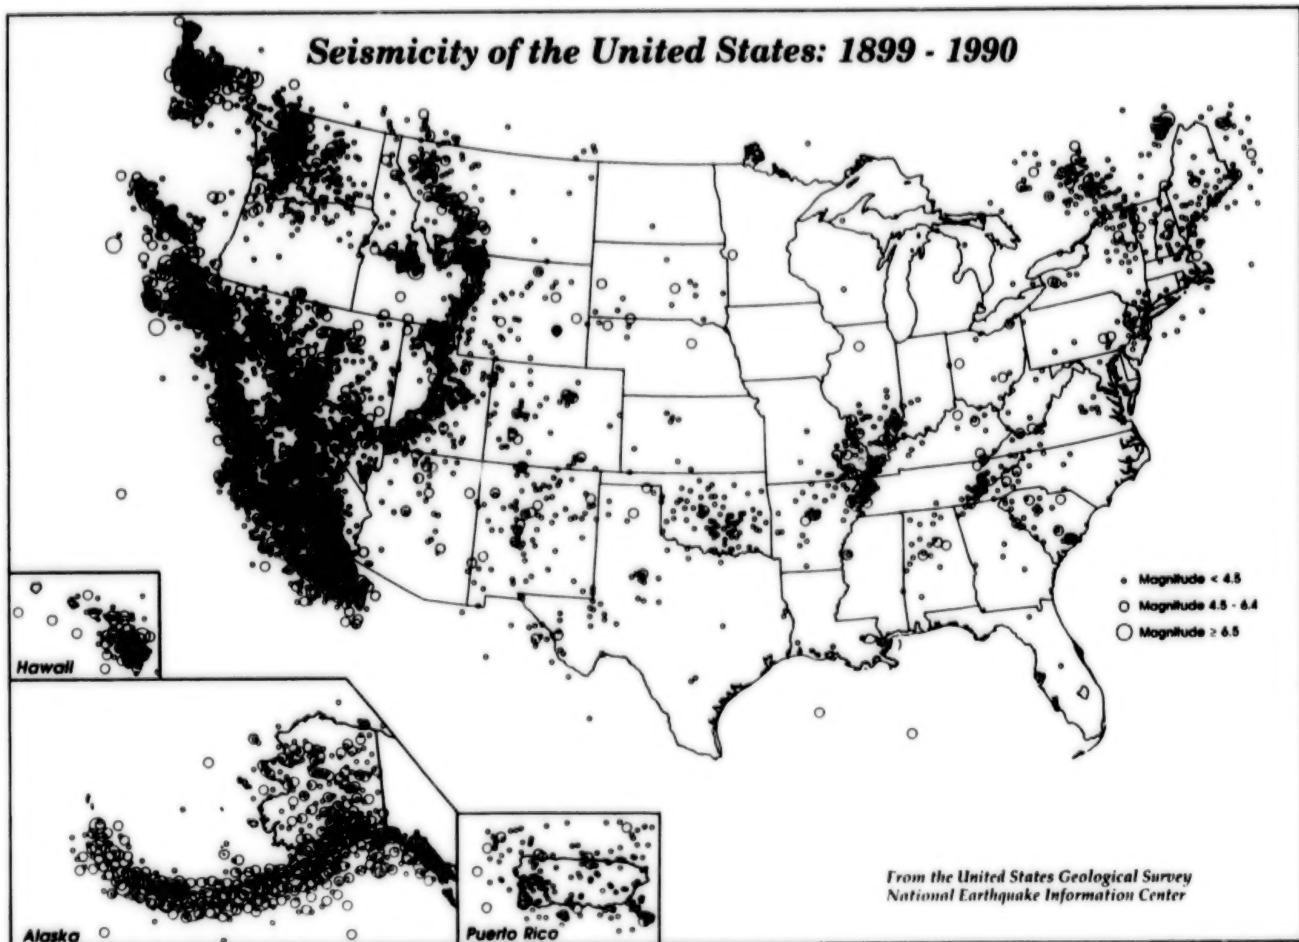 Seismicity of the United States: 1899 - 1990
Magnitude < 4.5
Magnitude 4.5 - 6.4
Magnitude ≥ 6.5
Hawaii
Alaska
Puerto Rico
From the United States Geological Survey
National Earthquake Information Center